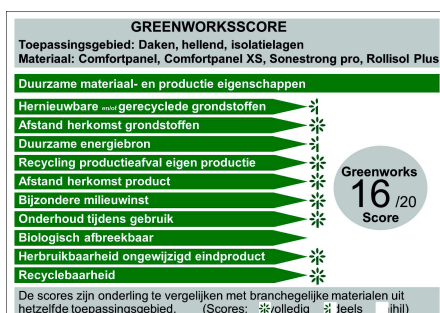 GREENWORKSSCORE
Toepassingsgebied: Daken, hellend, isolatielagen
Materiaal: Comfortpanel, Comfortpanel XS, Sonestrong pro, Rollisol Plus
Duurzame materiaal- en productie eigenschappen
Hernieuwbare en/of gerecyclede grondstoffen
Afstand herkomst grondstoffen
Duurzame energiebron
Recycling productieafval eigen productie
Afstand herkomst product
Bijzondere milieuwinst
Onderhoud tijdens gebruik
Biologisch afbreekbaar
Herbruikbaarheid ongewijzigd eindproduct
Recyclebaarheid
Greenworks
16 /20
Score
De scores zijn onderling te vergelijken met branchegelijke materialen uit
hetzelfde toepassingsgebied. (Scores: volledig deels nihil)